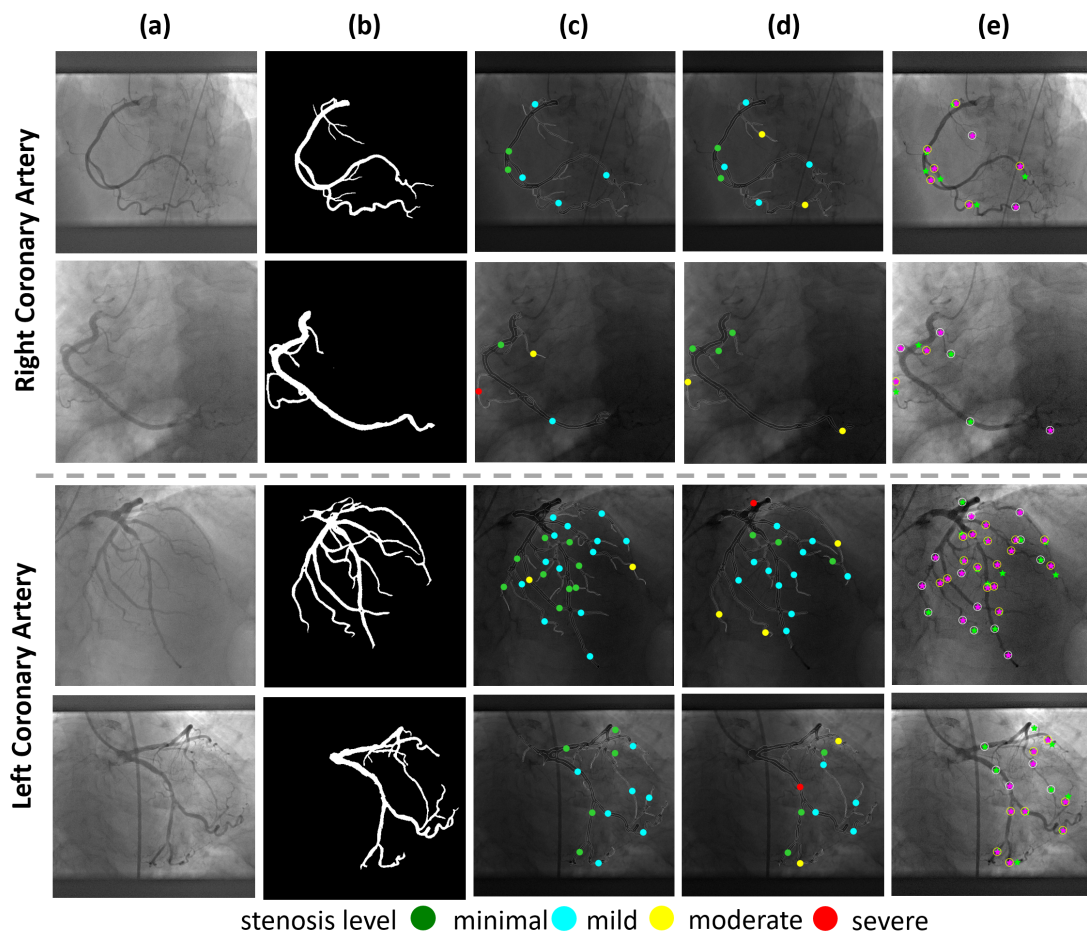 (a) (b) (c) (d) (e)
Right Coronary Artery
Left Coronary Artery
stenosis level minimal mild moderate severe